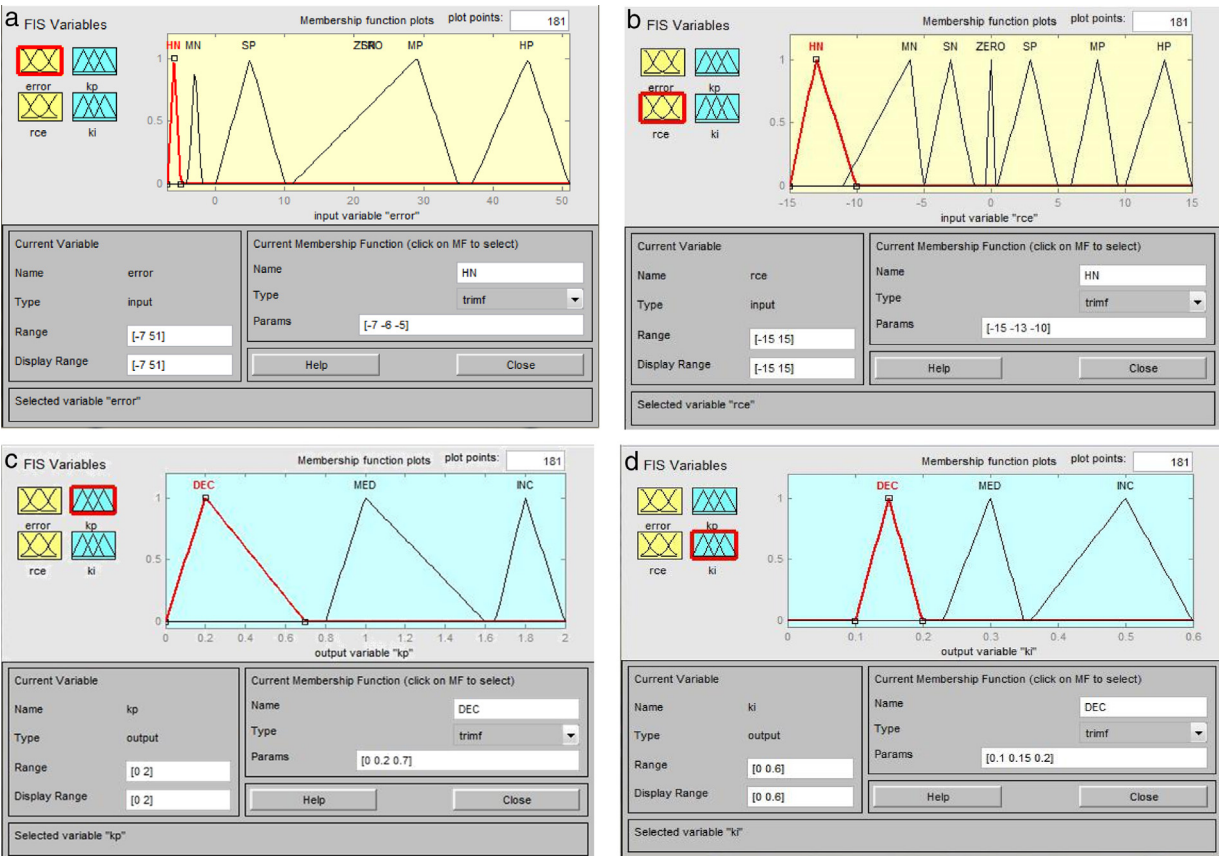 a
FIS Variables
Membership function plots plot points: 181
HN MN SP MP HP
error kp
rce ki
1
0.5
0
0 10 20 30 40 50
input variable "error"
Current Variable
Name error
Type input
Range [-7 51]
Display Range [-7 51]
Current Membership Function (click on MF to select)
Name HN
Type trimf
Params [-7 -6 -5]
Help Close
Selected variable "error"
b
FIS Variables
Membership function plots plot points: 181
HN MN SN ZERO SP MP HP
error kp
rce ki
1
0.5
0
-15 -10 -5 0 5 10 15
input variable "rce"
Current Variable
Name rce
Type input
Range [-15 15]
Display Range [-15 15]
Current Membership Function (click on MF to select)
Name HN
Type trimf
Params [-15 -13 -10]
Help Close
Selected variable "rce"
c
FIS Variables
Membership function plots plot points: 181
DEC MED INC
error kp
rce ki
1
0.5
0
0 0.2 0.4 0.6 0.8 1 1.2 1.4 1.6 1.8 2
output variable "kp"
Current Variable
Name kp
Type output
Range [0 2]
Display Range [0 2]
Current Membership Function (click on MF to select)
Name DEC
Type trimf
Params [0 0.2 0.7]
Help Close
Selected variable "kp"
d
FIS Variables
Membership function plots plot points: 181
DEC MED INC
error kp
rce ki
1
0.5
0
0 0.1 0.2 0.3 0.4 0.5 0.6
output variable "ki"
Current Variable
Name ki
Type output
Range [0 0.6]
Display Range [0 0.6]
Current Membership Function (click on MF to select)
Name DEC
Type trimf
Params [0.1 0.15 0.2]
Help Close
Selected variable "ki"